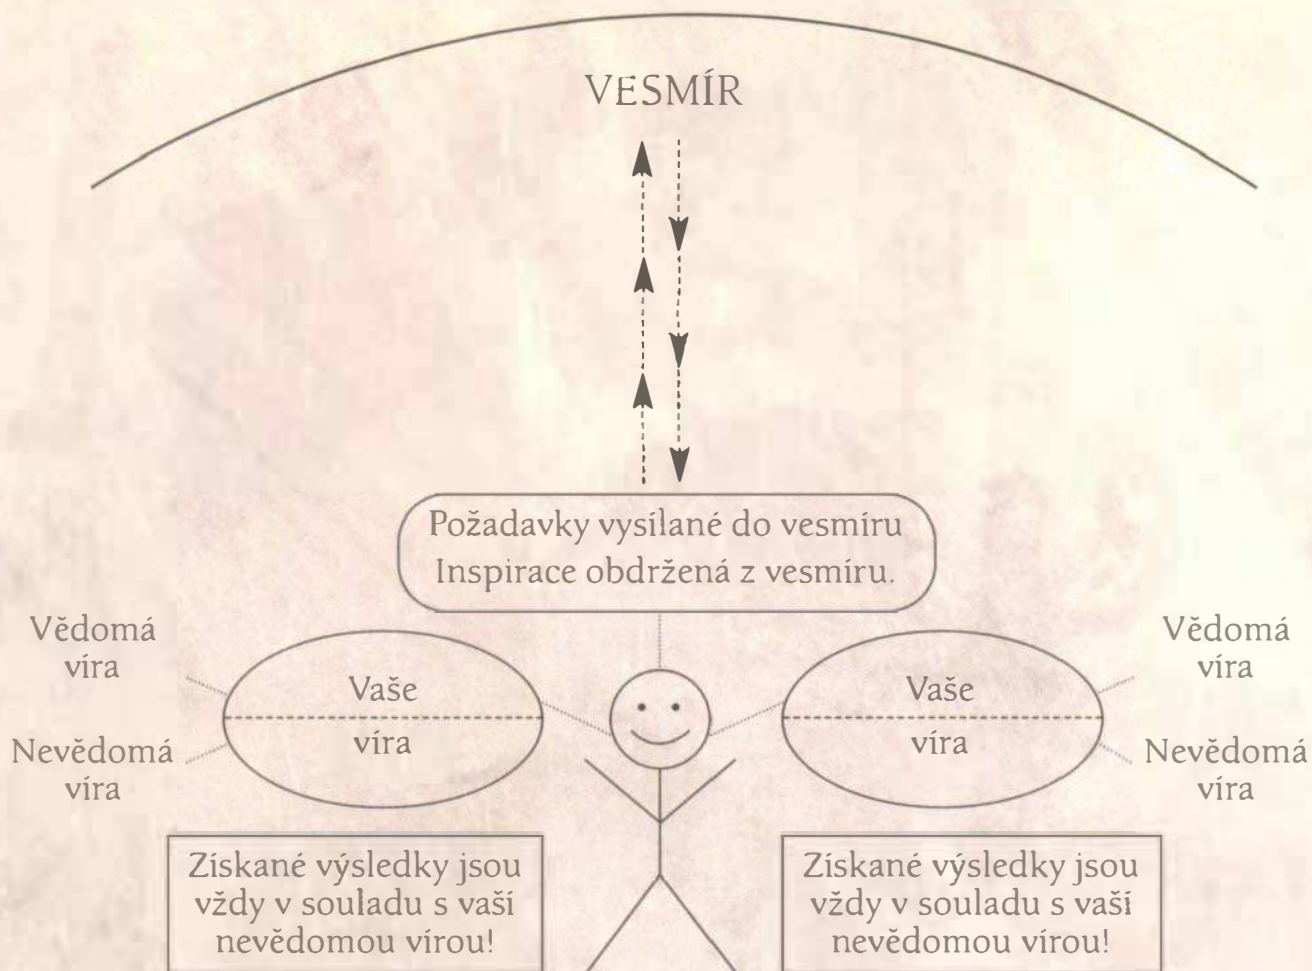 VESMÍR
Požadavky vysílané do vesmíru
Inspirace obdržená z vesmíru.
Vědomá
víra
Nevědomá
víra
Vaše
víra
Vaše
víra
Vědomá
víra
Nevědomá
víra
Získané výsledky jsou
vždy v souladu s vaší
nevědomou vírou!
Získané výsledky jsou
vždy v souladu s vaší
nevědomou vírou!